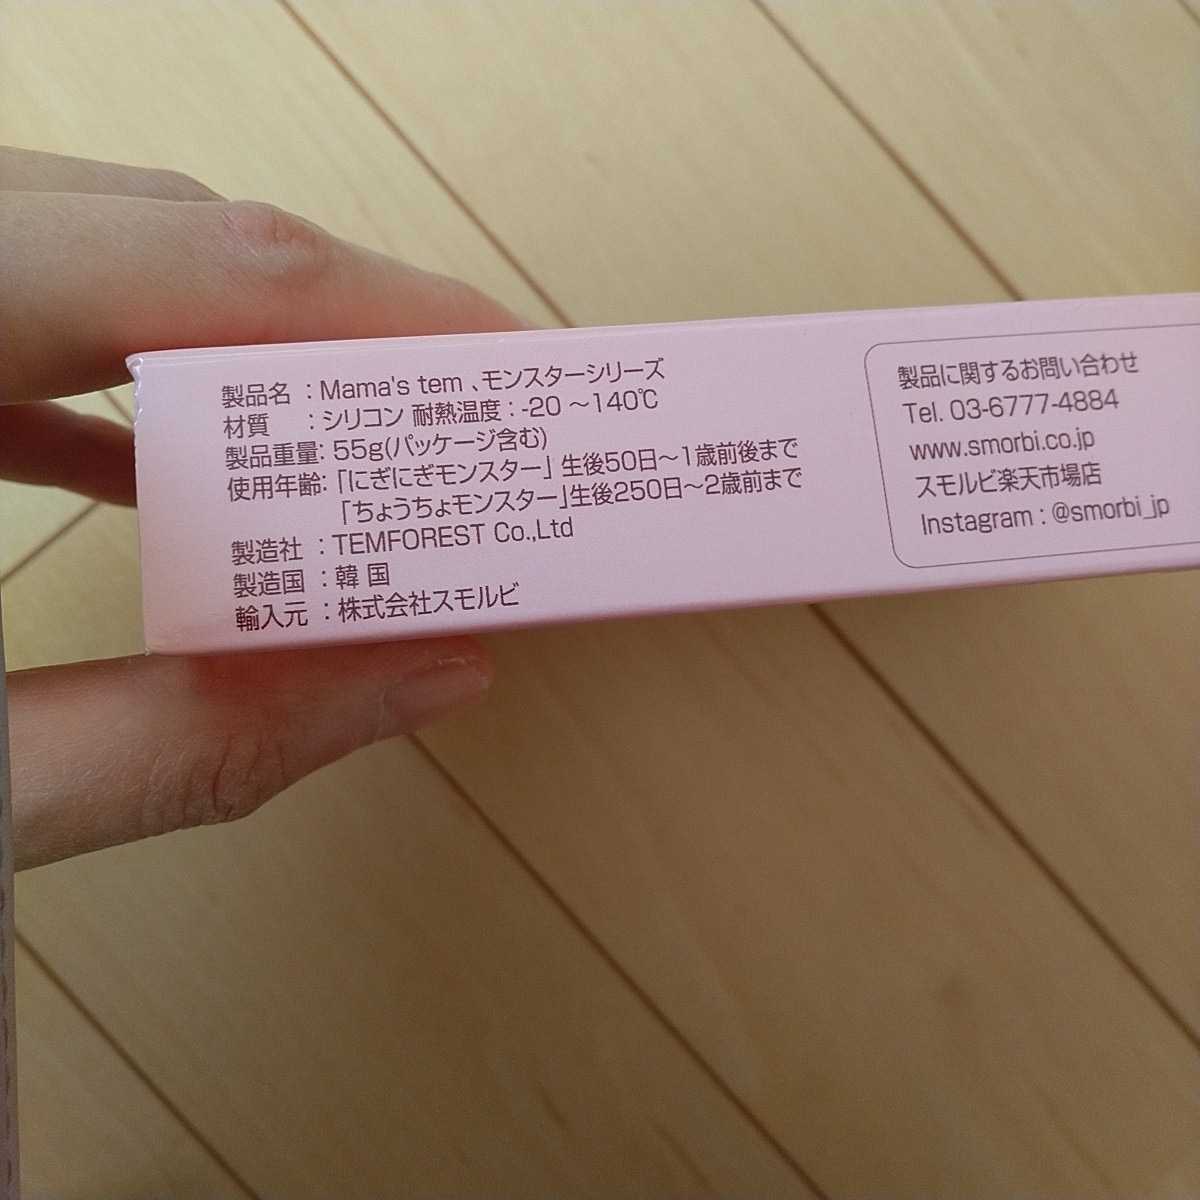 製品名 : Mama's tem 、モンスターシリーズ
材質 : シリコン 耐熱温度 : -20 ～140℃
製品重量: 55g(パッケージ含む)
使用年齢: 「にぎにぎモンスター」 生後50日～1歳前後まで
「ちょうちょモンスター」生後250日～2歳前まで
製造社 : TEMFOREST Co.,Ltd
製造国 : 韓 国
輸入元 : 株式会社スモルビ
製品に関するお問い合わせ
Tel. 03-6777-4884
www.smorbi.co.jp
スモルビ楽天市場店
Instagram : @smorbi_jp